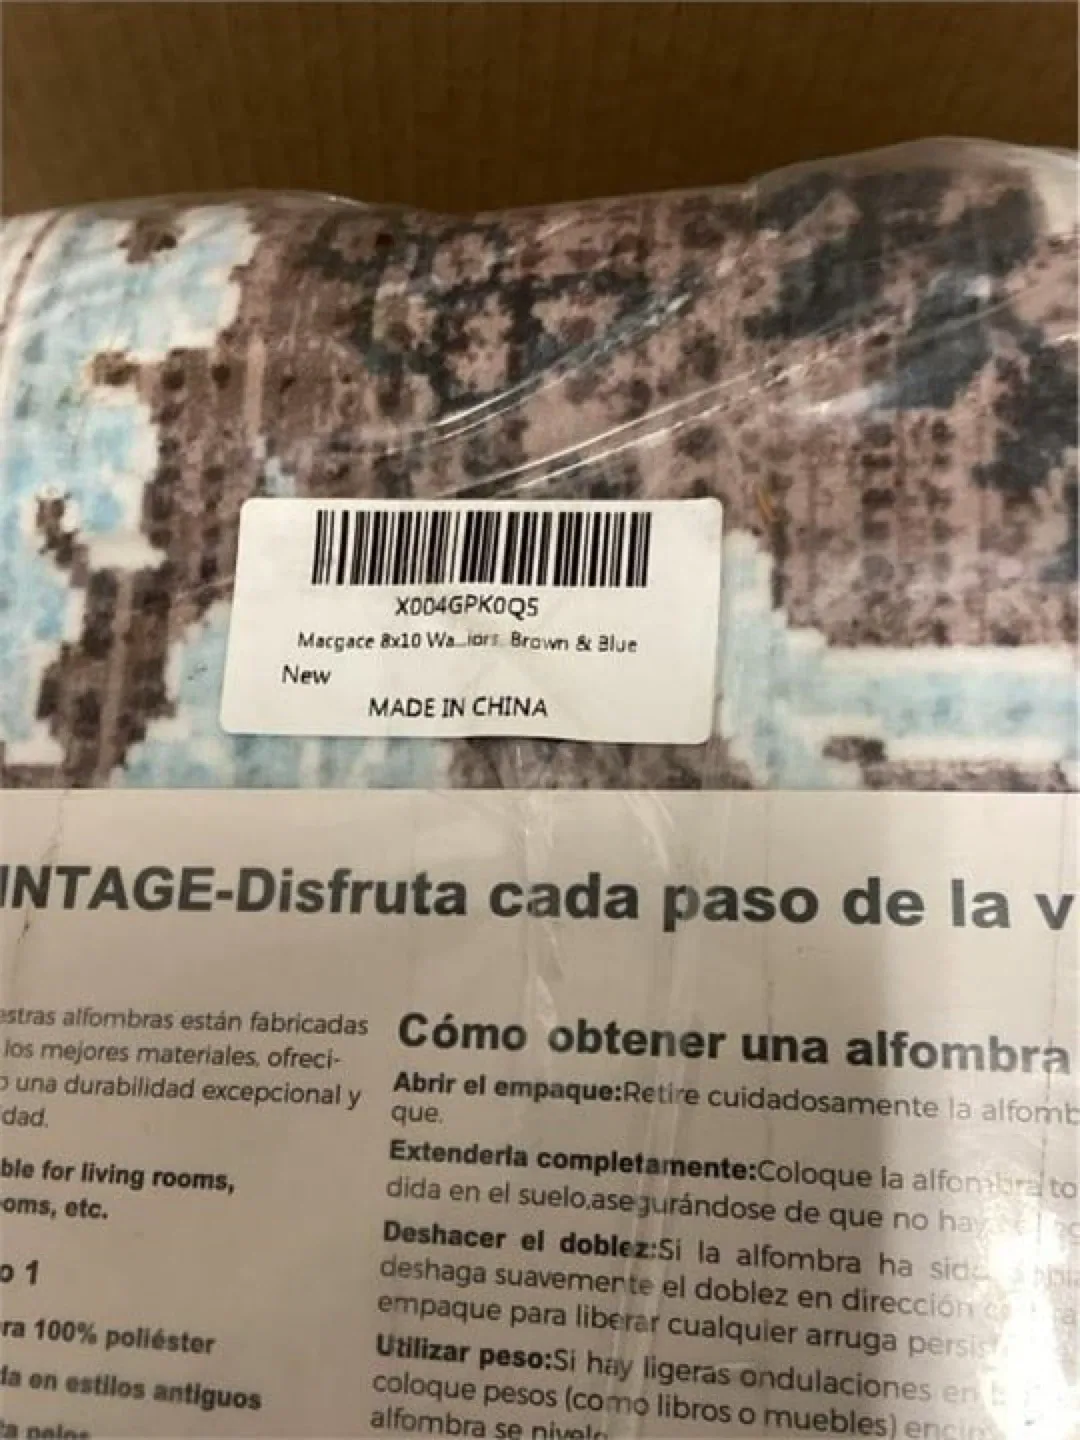 X004GPK0Q5
Macgace 8x10 Wa...iors. Brown & Blue
New
MADE IN CHINA
INTAGE-Disfruta cada paso de la v
estras alfombras están fabricadas
los mejores materiales, ofreci-
o una durabilidad excepcional y
dad.
ble for living rooms,
oms, etc.
o 1
ra 100% poliéster
da en estilos antiguos
ta pelos
Cómo obtener una alfombra
Abrir el empaque:Retire cuidadosamente la alfomb
que.
Extenderla completamente:Coloque la alfombra to
dida en el suelo,asegurándose de que no hay
Deshacer el doblez:Si la alfombra ha sido
deshaga suavemente el doblez en dirección
empaque para liberar cualquier arruga persis
Utilizar peso:Si hay ligeras ondulaciones en
coloque pesos (como libros o muebles) encim
alfombra se nivele